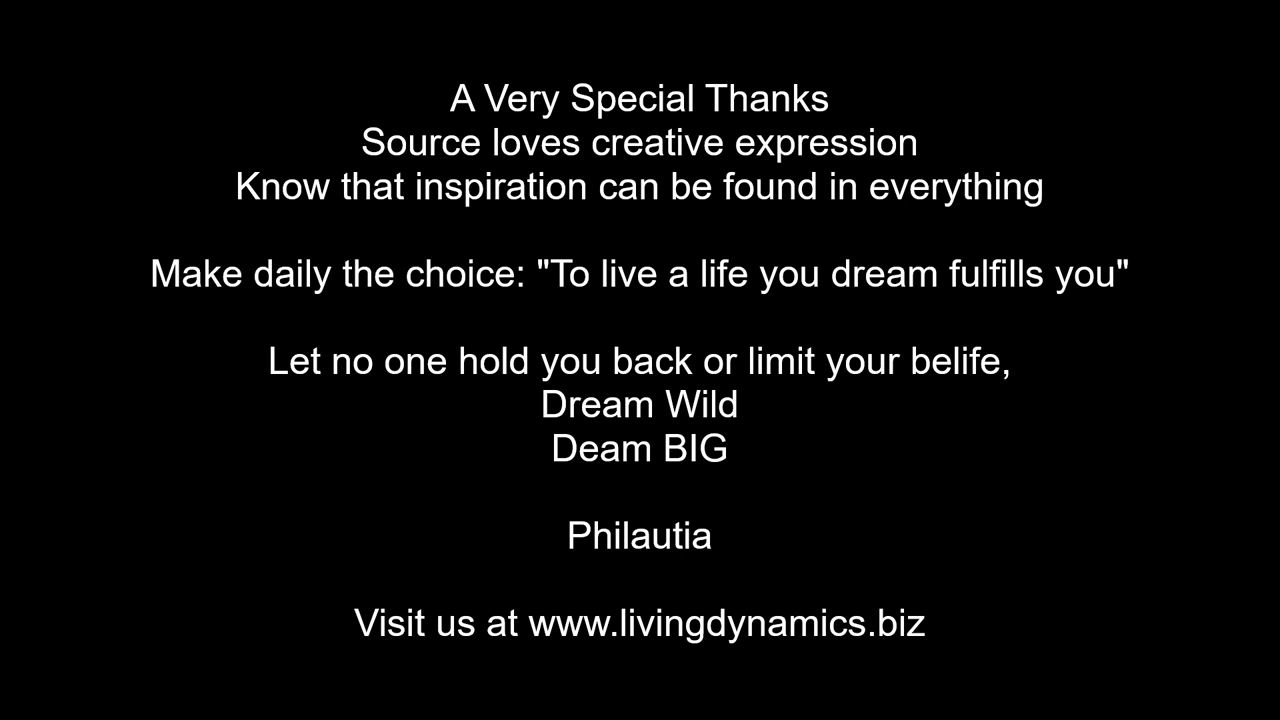 A Very Special Thanks
Source loves creative expression
Know that inspiration can be found in everything
Make daily the choice: "To live a life you dream fulfills you"
Let no one hold you back or limit your belife,
Dream Wild
Deam BIG
Philautia
Visit us at www.livingdynamics.biz